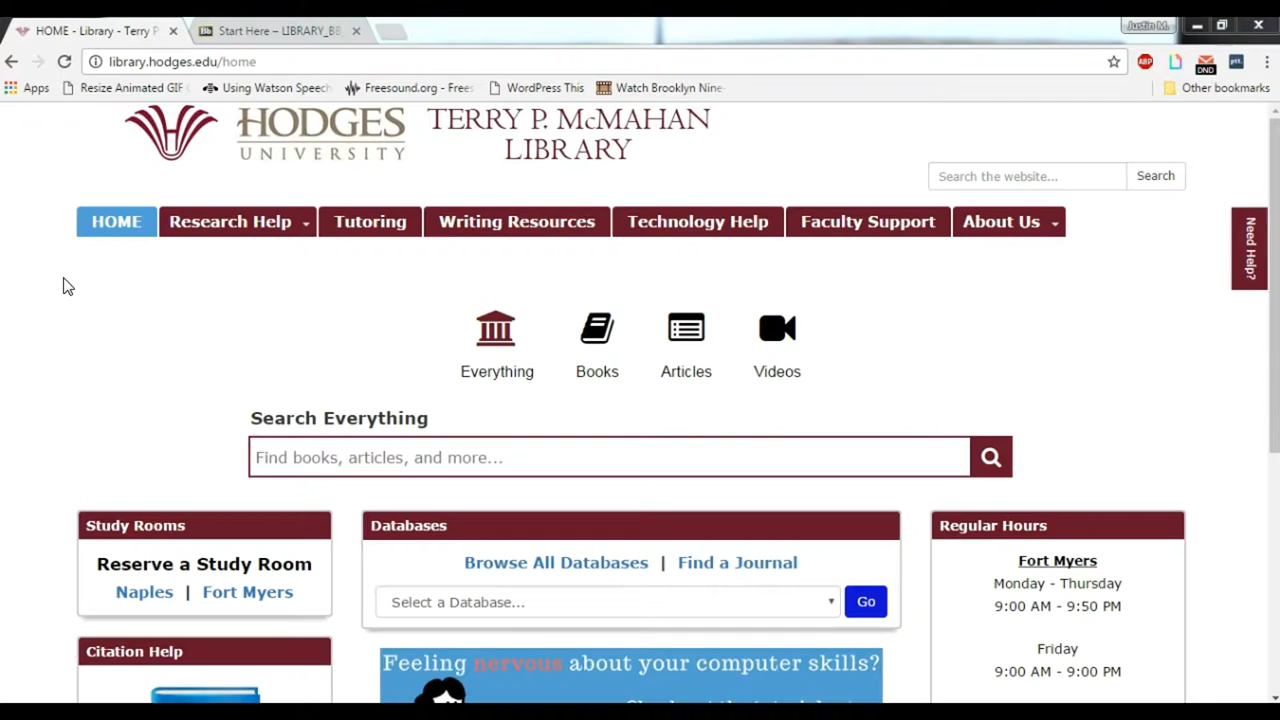 HOME - Library - Terry P
Start Here – LIBRARY_BB
Justin M.
library.hodges.edu/home
ABP
DND
Apps
Resize Animated GIF
Using Watson Speech
Freesound.org - Frees
WordPress This
Watch Brooklyn Nine-
Other bookmarks
HODGES
UNIVERSITY
TERRY P. McMAHAN
LIBRARY
Search the website...
Search
HOME
Research Help
Tutoring
Writing Resources
Technology Help
Faculty Support
About Us
Need Help?
Everything
Books
Articles
Videos
Search Everything
Find books, articles, and more...
Study Rooms
Reserve a Study Room
Naples | Fort Myers
Citation Help
Databases
Browse All Databases | Find a Journal
Select a Database...
Go
Feeling nervous about your computer skills?
Regular Hours
Fort Myers
Monday - Thursday
9:00 AM - 9:50 PM
Friday
9:00 AM - 9:00 PM